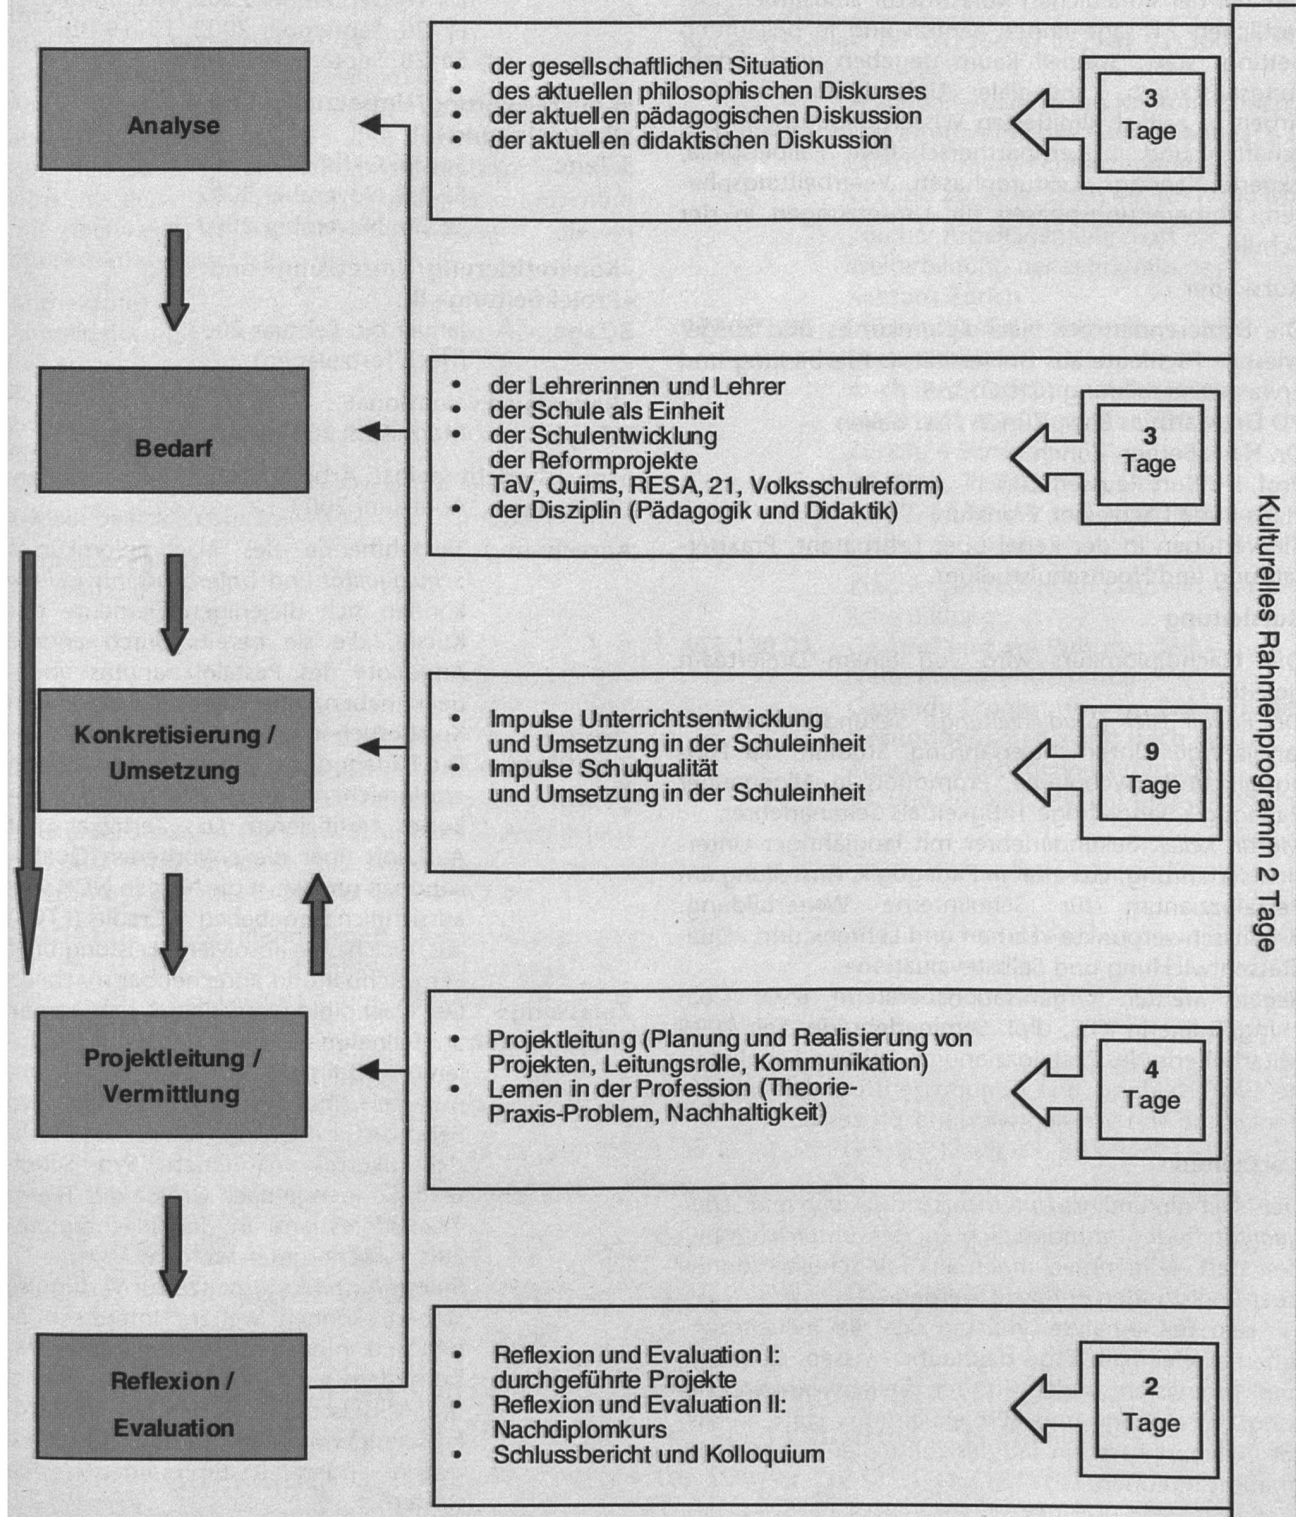 Analyse
• der gesellschaftlichen Situation
• des aktuellen philosophischen Diskurses
• der aktuellen pädagogischen Diskussion
• der aktuellen didaktischen Diskussion
3
Tage
Bedarf
• der Lehrerinnen und Lehrer
• der Schule als Einheit
• der Schulentwicklung
der Reformprojekte
TaV, Quims, RESA, 21, Volksschulreform)
• der Disziplin (Pädagogik und Didaktik)
3
Tage
Konkretisierung /
Umsetzung
• Impulse Unterrichtsentwicklung
und Umsetzung in der Schuleinheit
• Impulse Schulqualität
und Umsetzung in der Schuleinheit
9
Tage
Projektleitung /
Vermittlung
• Projektleitung (Planung und Realisierung von
Projekten, Leitungsrolle, Kommunikation)
• Lernen in der Profession (Theorie-
Praxis-Problem, Nachhaltigkeit)
4
Tage
Reflexion /
Evaluation
• Reflexion und Evaluation I:
durchgeführte Projekte
• Reflexion und Evaluation II:
Nachdiplomkurs
• Schlussbericht und Kolloquium
2
Tage
Kulturelles Rahmenprogramm 2 Tage